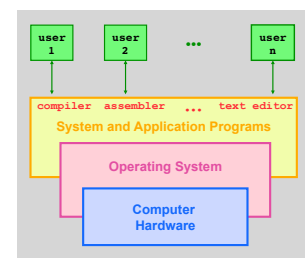 user user ... user
1 2 n
compiler assembler ... text editor
System and Application Programs
Operating System
Computer
Hardware